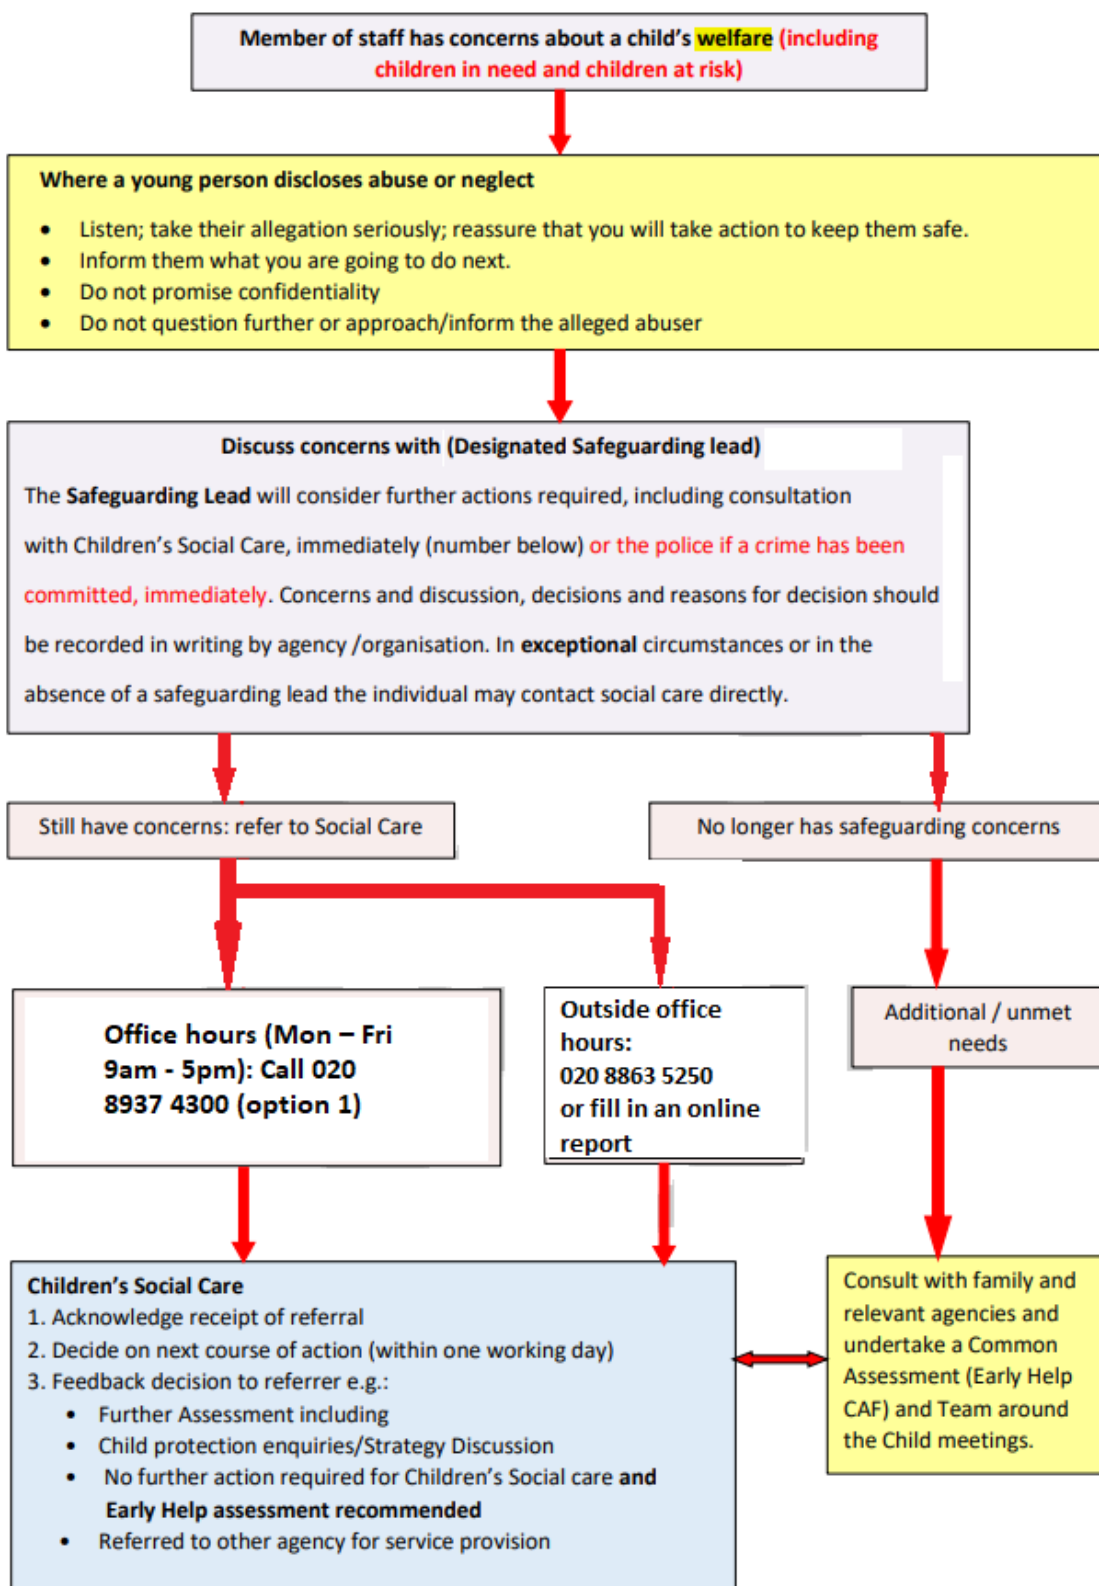 Member of staff has concerns about a child's welfare (including
children in need and children at risk)
Where a young person discloses abuse or neglect
• Listen; take their allegation seriously; reassure that you will take action to keep them safe.
• Inform them what you are going to do next.
• Do not promise confidentiality
• Do not question further or approach/inform the alleged abuser
Discuss concerns with (Designated Safeguarding lead)
The Safeguarding Lead will consider further actions required, including consultation
with Children's Social Care, immediately (number below) or the police if a crime has been
committed, immediately. Concerns and discussion, decisions and reasons for decision should
be recorded in writing by agency /organisation. In exceptional circumstances or in the
absence of a safeguarding lead the individual may contact social care directly.
Still have concerns: refer to Social Care
No longer has safeguarding concerns
Office hours (Mon – Fri
9am - 5pm): Call 020
8937 4300 (option 1)
Outside office
hours:
020 8863 5250
or fill in an online
report
Additional / unmet
needs
Children's Social Care
1. Acknowledge receipt of referral
2. Decide on next course of action (within one working day)
3. Feedback decision to referrer e.g.:
• Further Assessment including
• Child protection enquiries/Strategy Discussion
• No further action required for Children's Social care and
Early Help assessment recommended
• Referred to other agency for service provision
Consult with family and
relevant agencies and
undertake a Common
Assessment (Early Help
CAF) and Team around
the Child meetings.